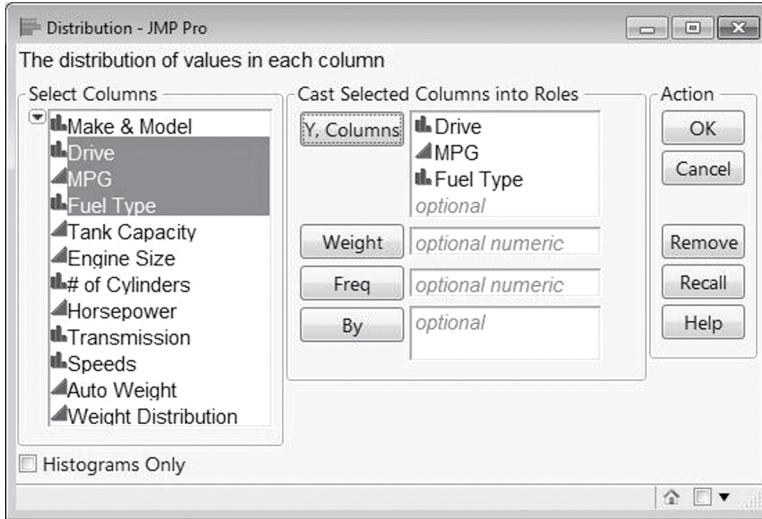 Distribution - JMP Pro
The distribution of values in each column
Select Columns
Make & Model
Drive
MPG
Fuel Type
Tank Capacity
Engine Size
# of Cylinders
Horsepower
Transmission
Speeds
Auto Weight
Weight Distribution
Histograms Only
Cast Selected Columns into Roles
Y, Columns
Drive
MPG
Fuel Type
optional
Weight
optional numeric
Freq
optional numeric
By
optional
Action
OK
Cancel
Remove
Recall
Help